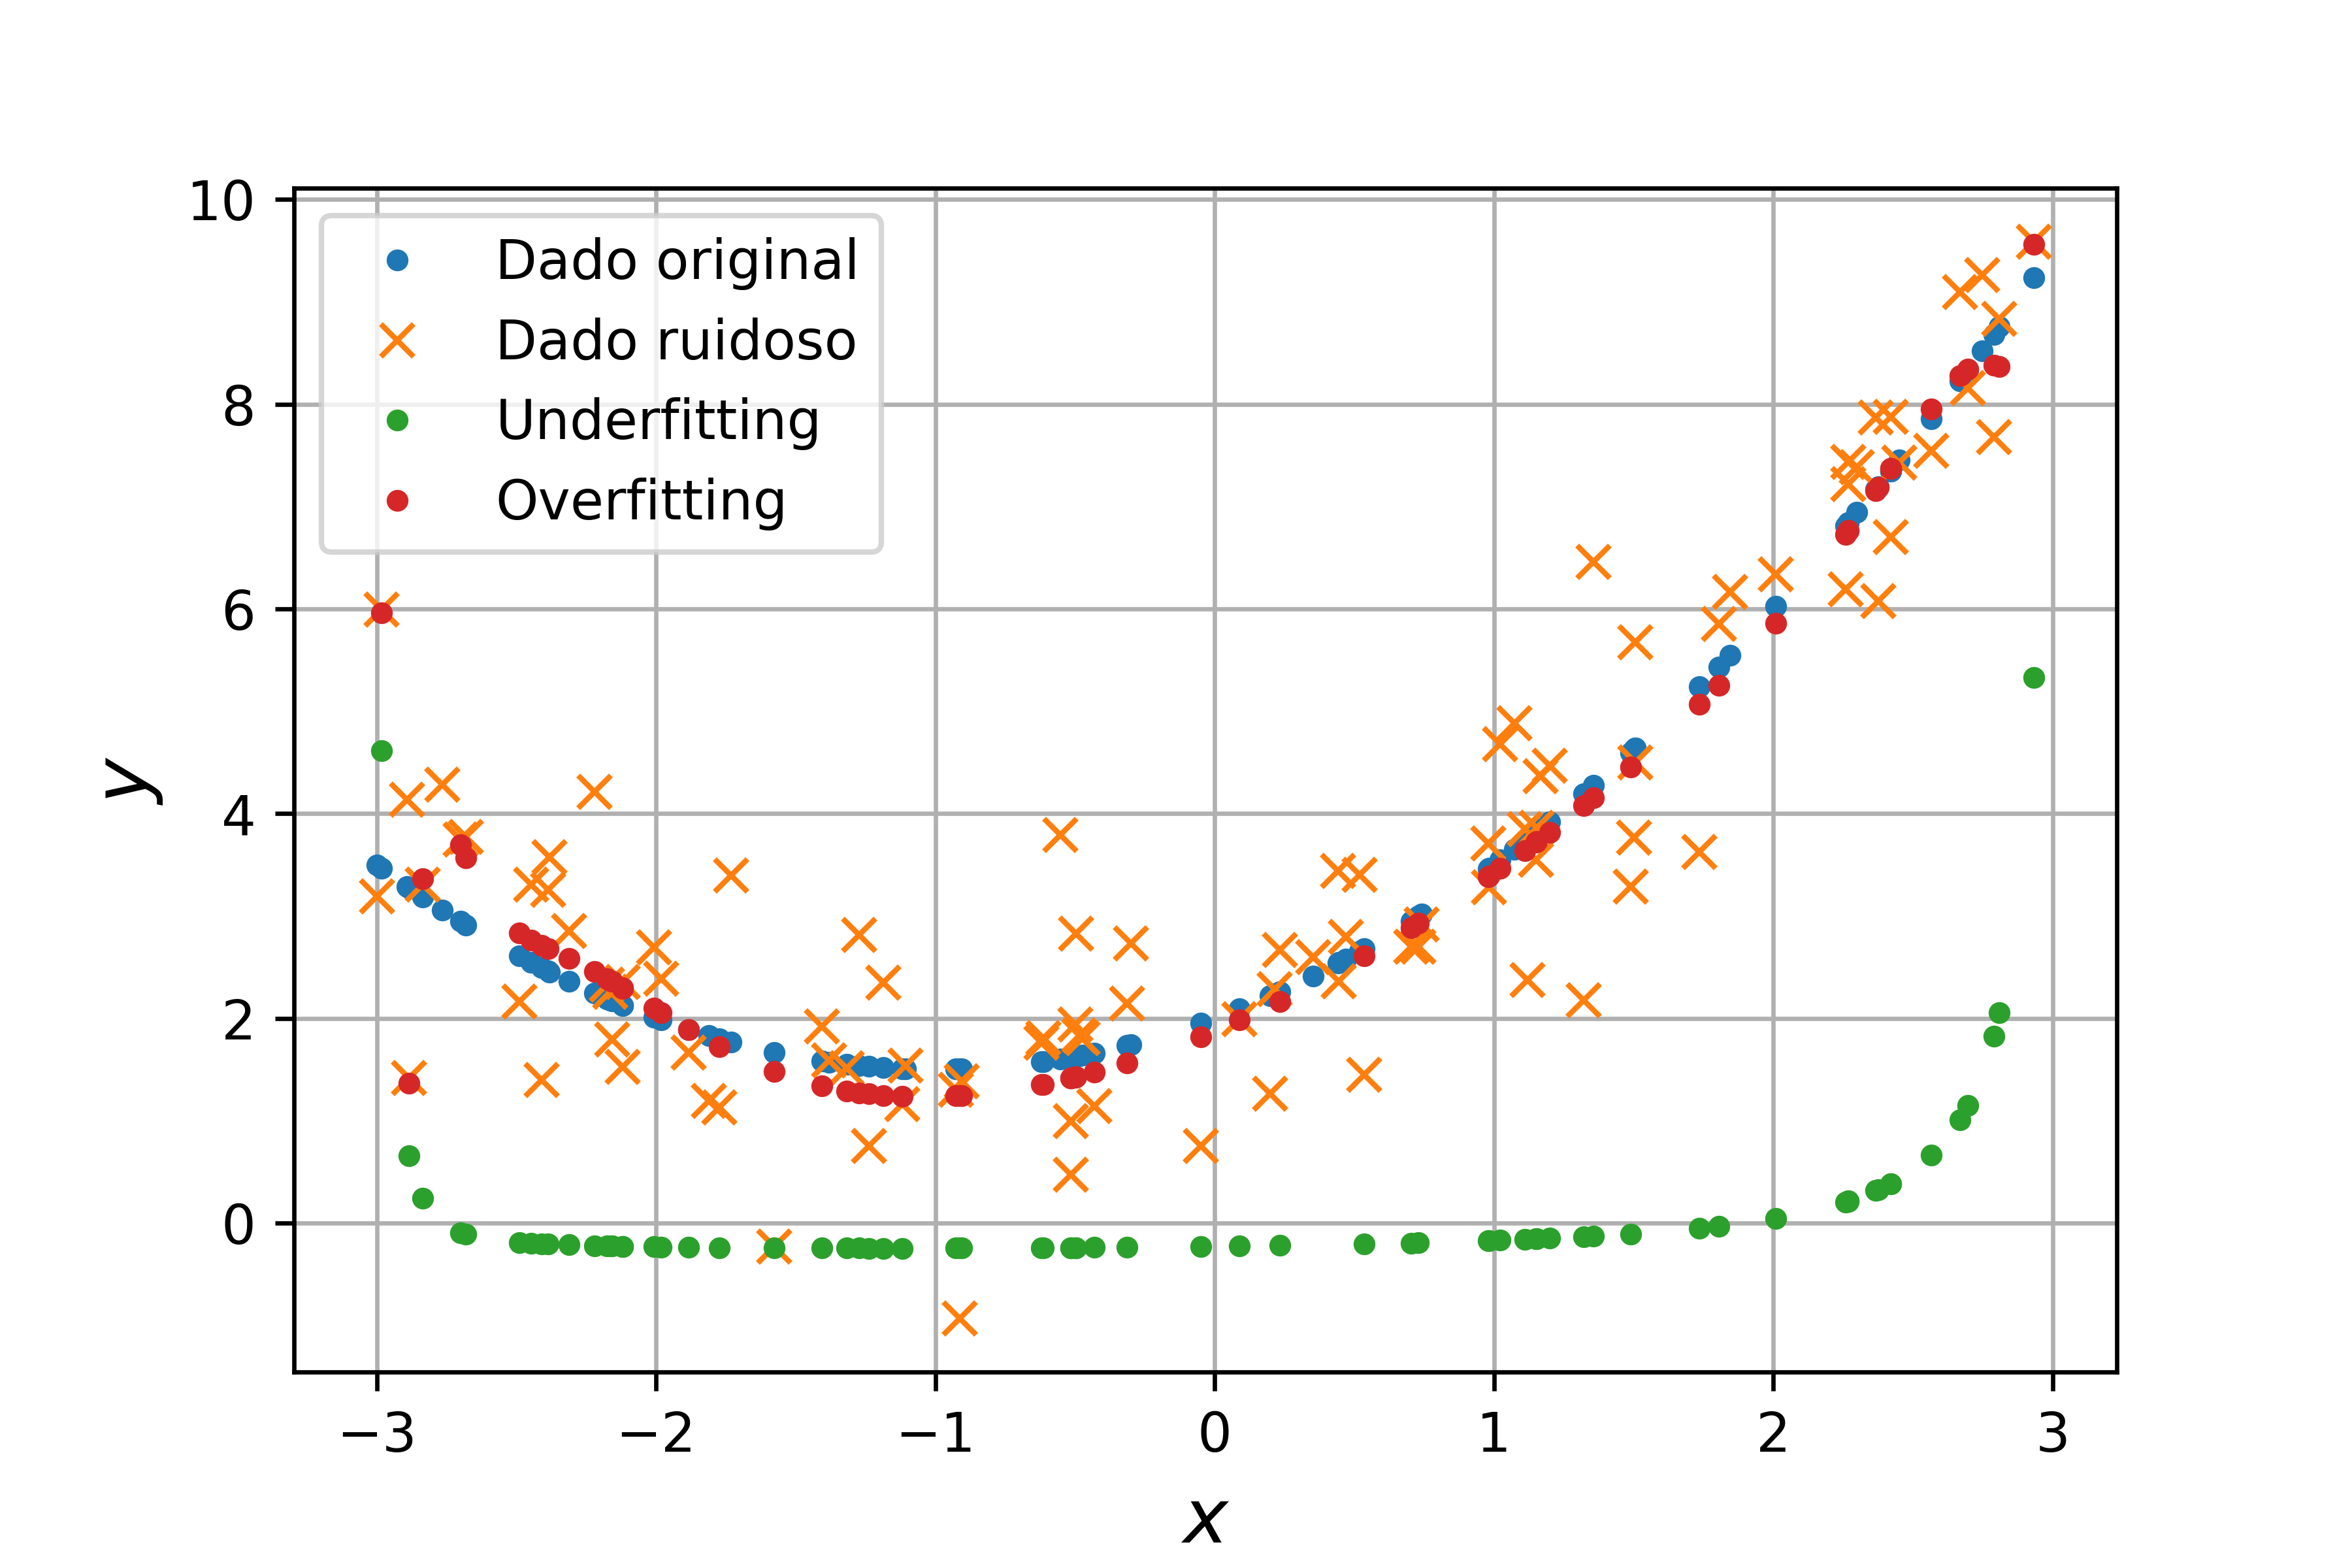 10
8
6
4
2
0
Dado original
Dado ruidoso
Underfitting
Overfitting
y
−3 −2 −1 0 1 2 3
x